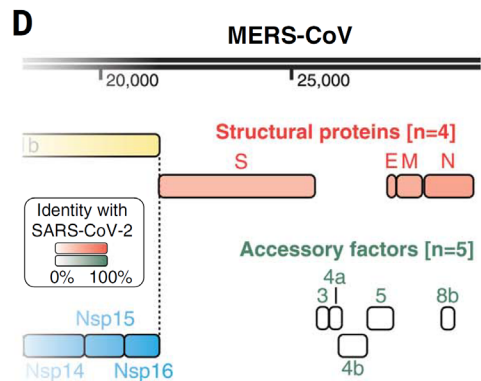 D
MERS-CoV
20,000 25,000
Structural proteins [n=4]
b
S E M N
Identity with
SARS-CoV-2
0% 100%
Accessory factors [n=5]
4a
3 5 8b
4b
Nsp15
Nsp14 Nsp16